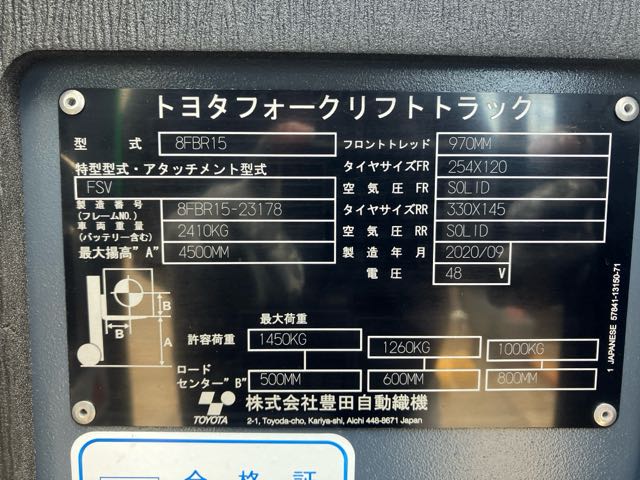 トヨタフォークリフトトラック
型 式 8FBR15 フロントトレッド 970MM
特型型式・アタッチメント型式 タイヤサイズFR 254X120
FSV 空気圧FR SOLID
製造番号(フレームNO.) 8FBR15-23178 タイヤサイズRR 330X145
車両重量(バッテリー含む) 2410KG 空気圧RR SOLID
最大揚高"A" 4500MM 製造年月 2020/09
電圧 48 V
B
B A
最大荷重
許容荷重 1450KG 1260KG 1000KG
ロードセンター"B" 500MM 600MM 800MM
TOYOTA 株式会社豊田自動織機
2-1, Toyoda-cho, Kariya-shi, Aichi 448-8671 Japan
1 JAPANESE 57841-13150-71
合格証